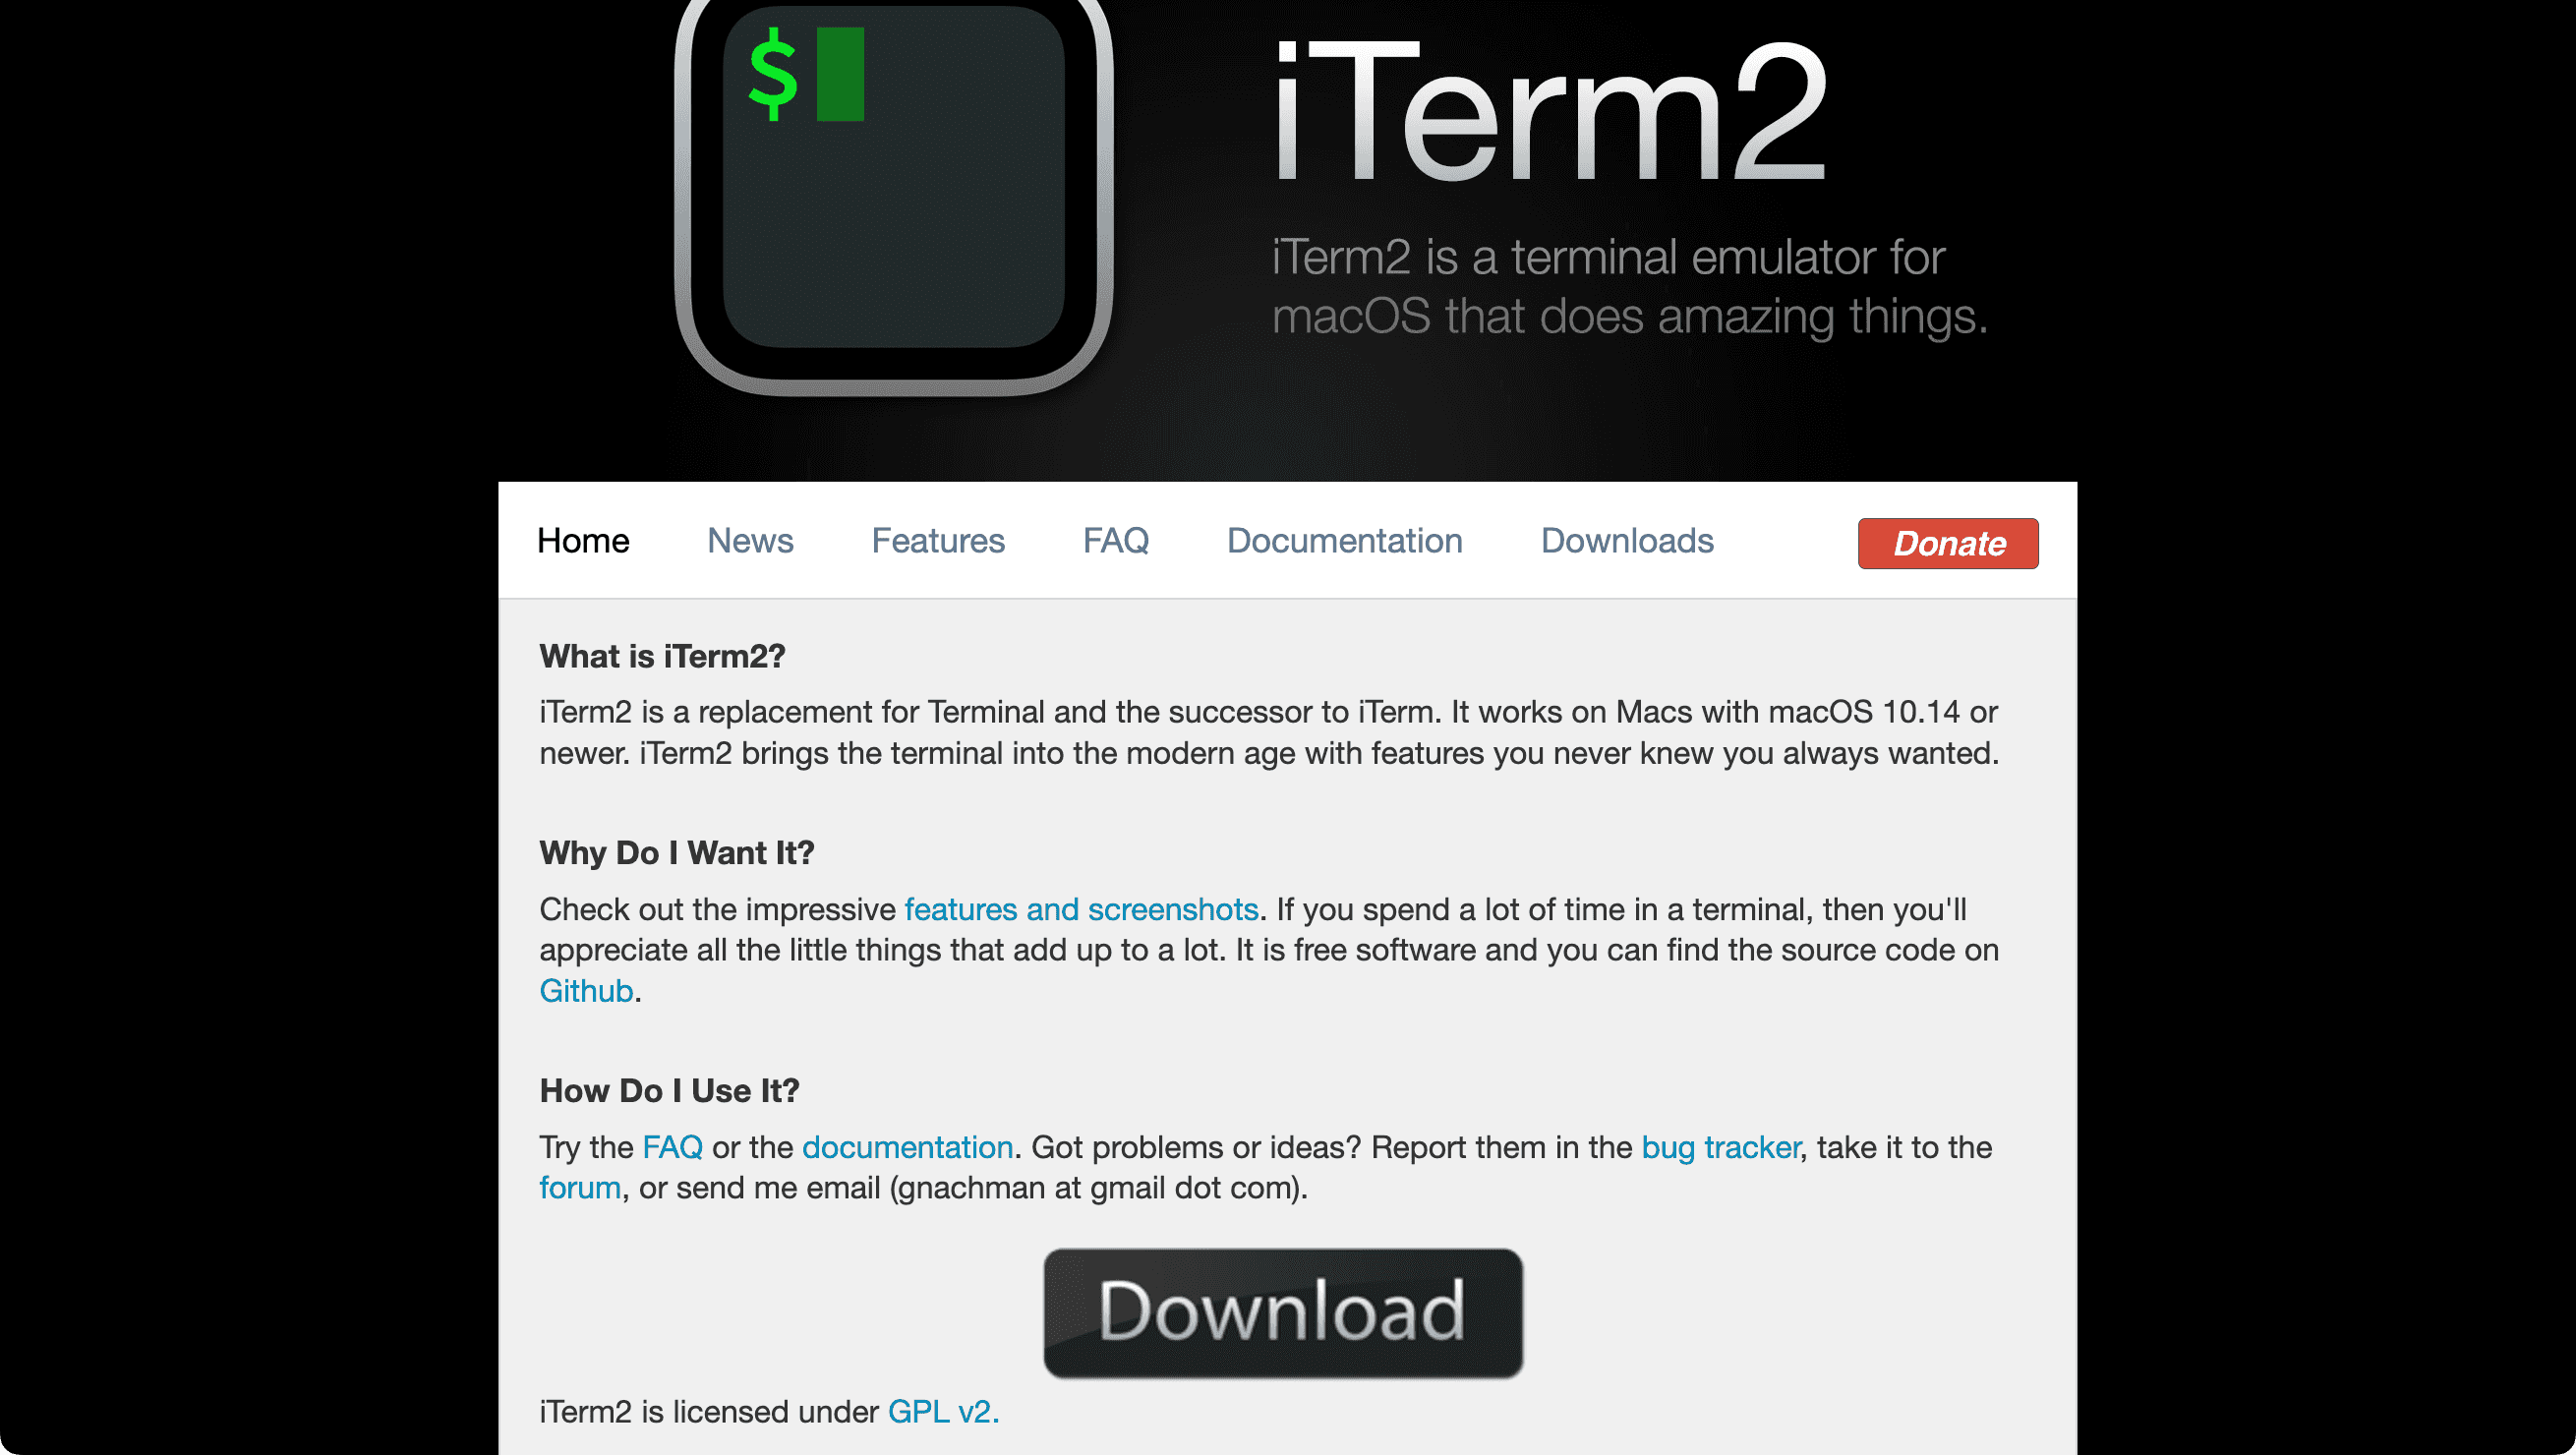 $
iTerm2
iTerm2 is a terminal emulator for
macOS that does amazing things.
Home News Features FAQ Documentation Downloads Donate
What is iTerm2?
iTerm2 is a replacement for Terminal and the successor to iTerm. It works on Macs with macOS 10.14 or
newer. iTerm2 brings the terminal into the modern age with features you never knew you always wanted.
Why Do I Want It?
Check out the impressive features and screenshots. If you spend a lot of time in a terminal, then you'll
appreciate all the little things that add up to a lot. It is free software and you can find the source code on
Github.
How Do I Use It?
Try the FAQ or the documentation. Got problems or ideas? Report them in the bug tracker, take it to the
forum, or send me email (gnachman at gmail dot com).
Download
iTerm2 is licensed under GPL v2.